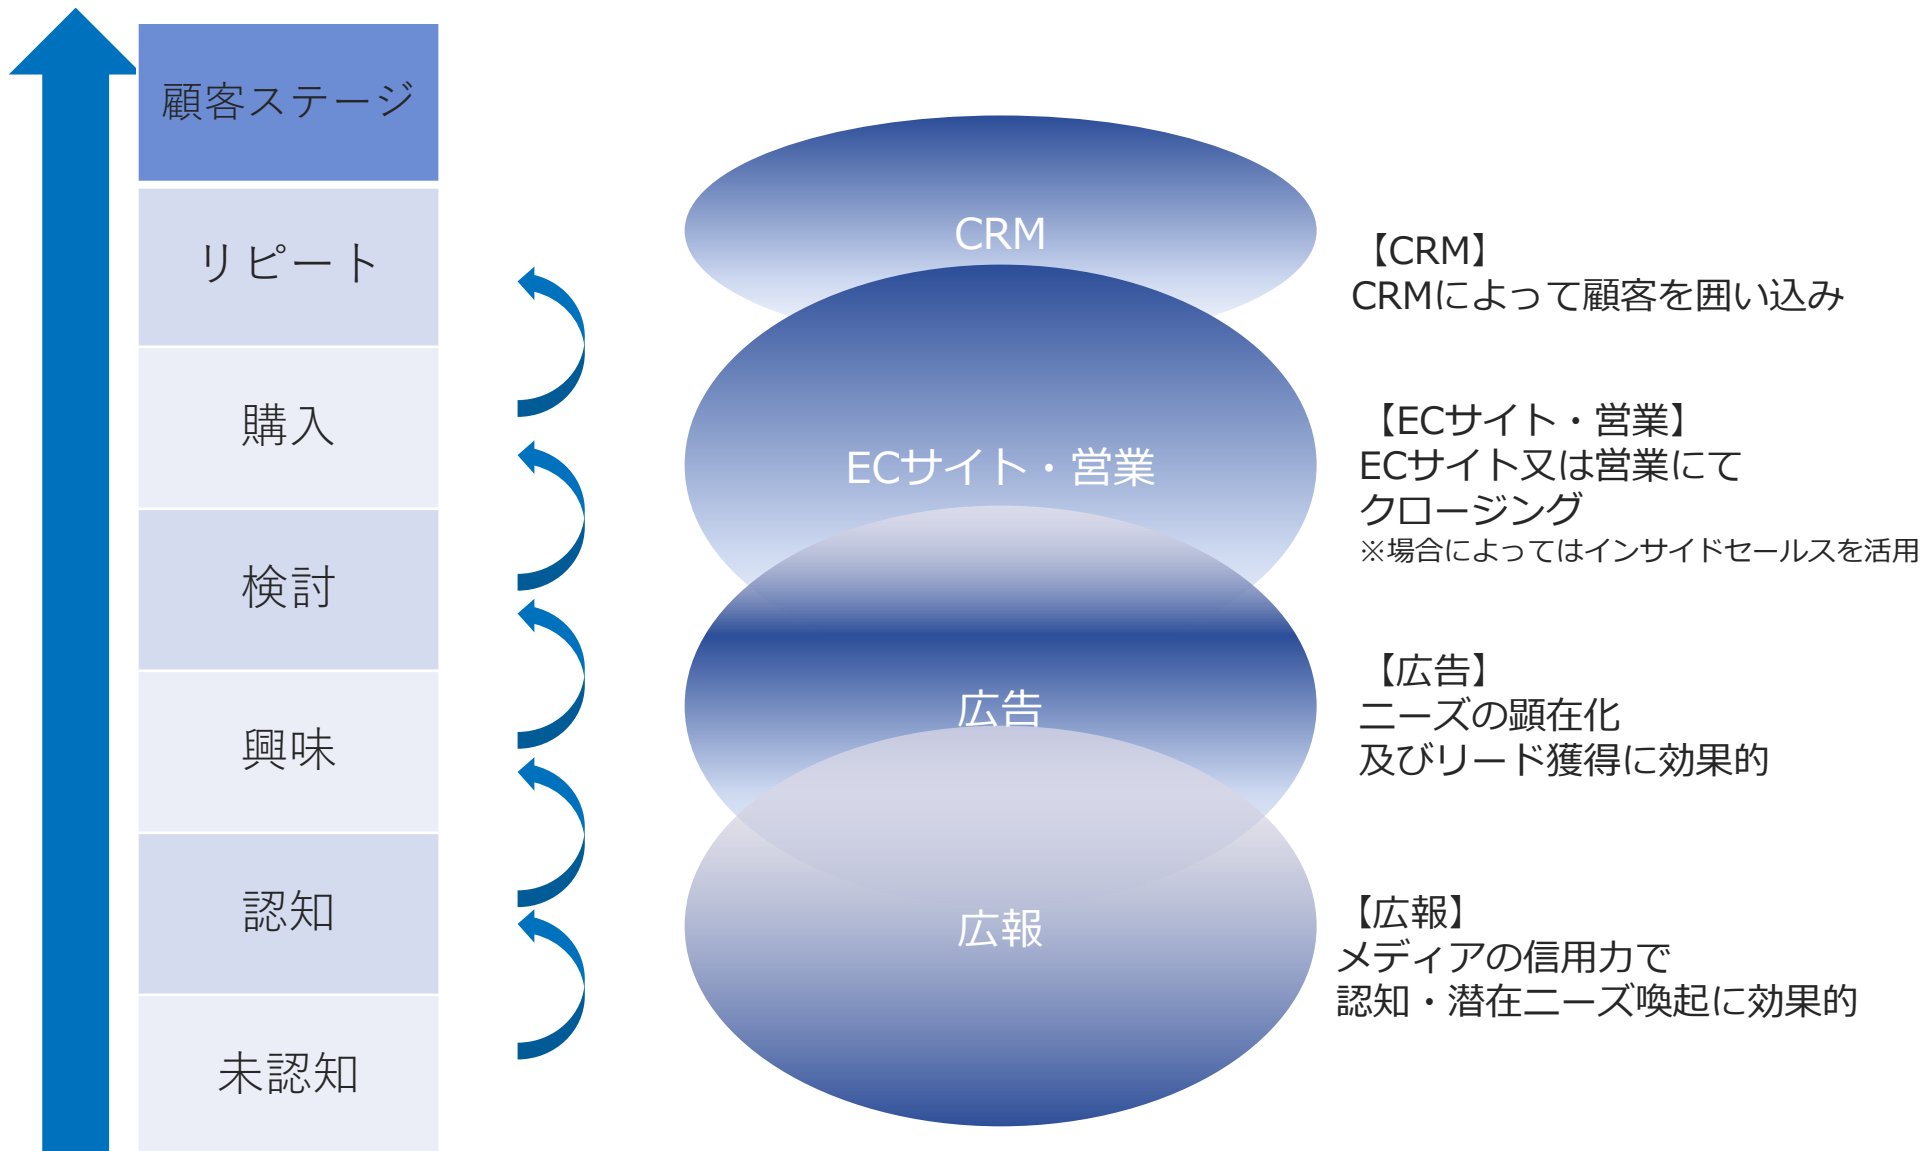 顧客ステージ
リピート
購入
検討
興味
認知
未認知
CRM
ECサイト・営業
広告
広報
【CRM】
CRMによって顧客を囲い込み
【ECサイト・営業】
ECサイト又は営業にて
クロージング
※場合によってはインサイドセールスを活用
【広告】
ニーズの顕在化
及びリード獲得に効果的
【広報】
メディアの信用力で
認知・潜在ニーズ喚起に効果的